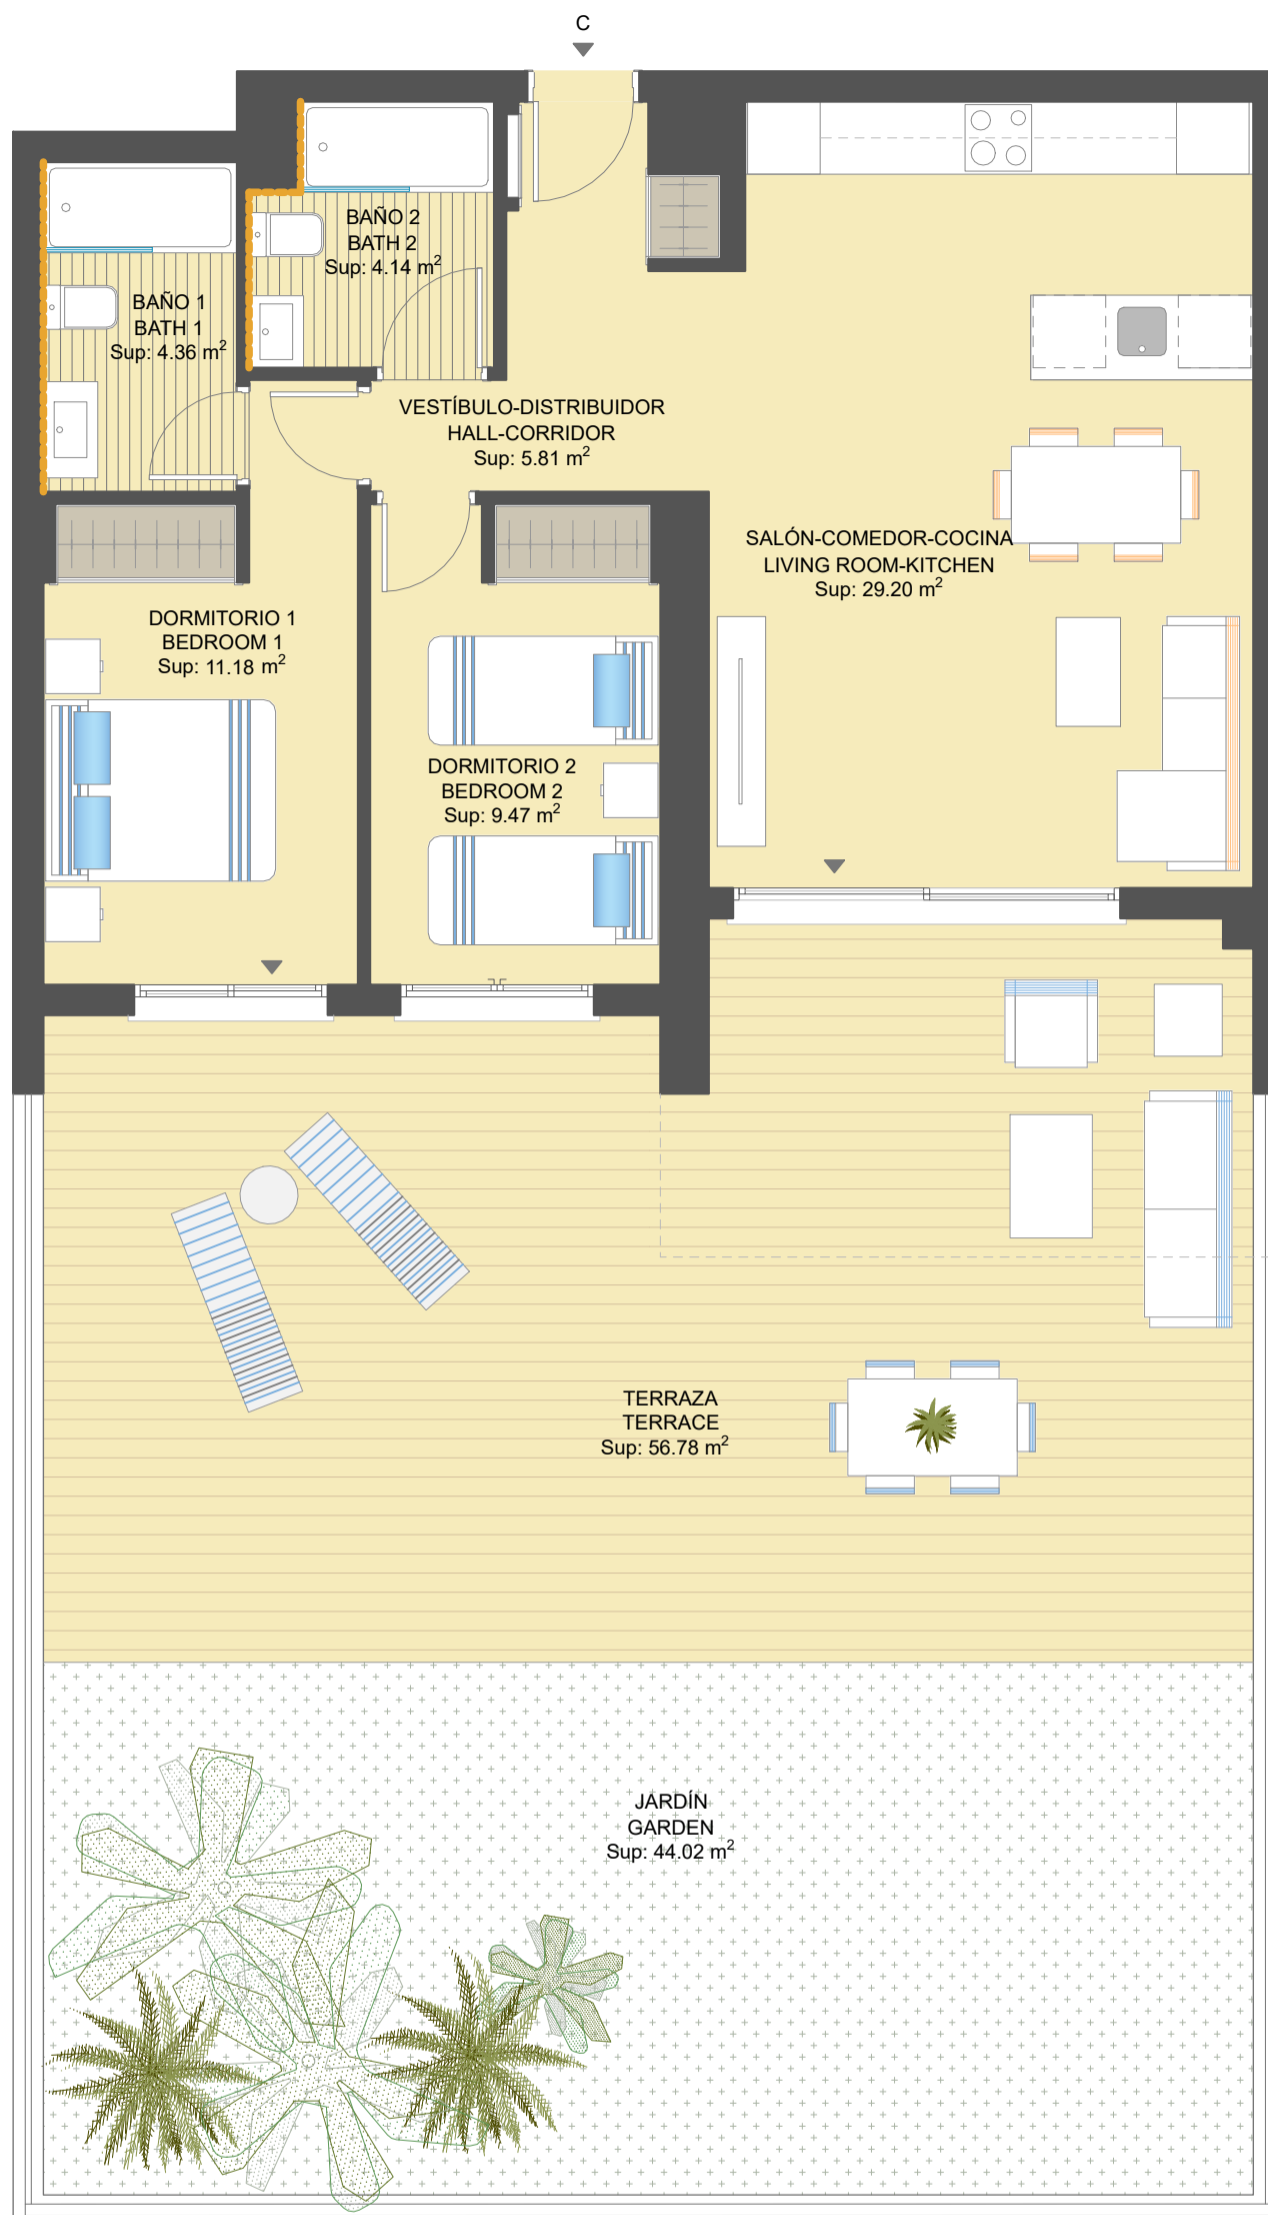 C
BAÑO 2
BATH 2
Sup: 4.14 m²
BAÑO 1
BATH 1
Sup: 4.36 m²
VESTÍBULO-DISTRIBUIDOR
HALL-CORRIDOR
Sup: 5.81 m²
SALÓN-COMEDOR-COCINA
LIVING ROOM-KITCHEN
Sup: 29.20 m²
DORMITORIO 1
BEDROOM 1
Sup: 11.18 m²
DORMITORIO 2
BEDROOM 2
Sup: 9.47 m²
TERRAZA
TERRACE
Sup: 56.78 m²
JARDÍN
GARDEN
Sup: 44.02 m²